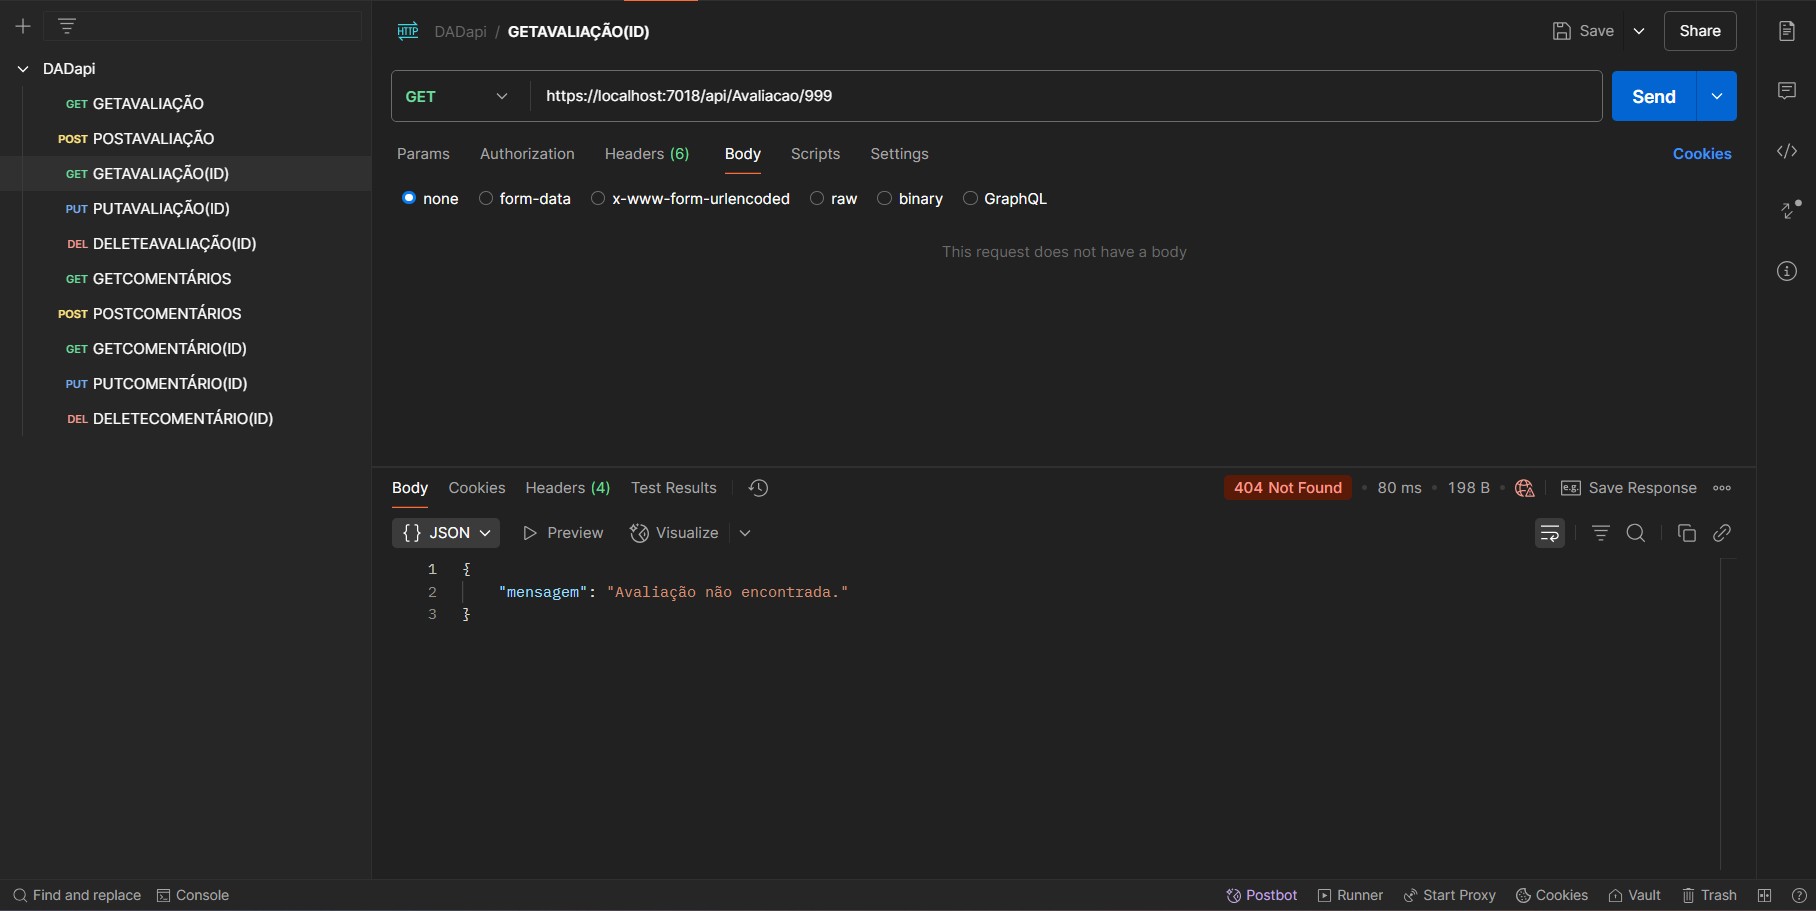 DADapi
GET GETAVALIAÇÃO
POST POSTAVALIAÇÃO
GET GETAVALIAÇÃO(ID)
PUT PUTAVALIAÇÃO(ID)
DEL DELETEAVALIAÇÃO(ID)
GET GETCOMENTÁRIOS
POST POSTCOMENTÁRIOS
GET GETCOMENTÁRIO(ID)
PUT PUTCOMENTÁRIO(ID)
DEL DELETECOMENTÁRIO(ID)
HTTP DADapi / GETAVALIAÇÃO(ID) Save Share
GET https://localhost:7018/api/Avaliacao/999 Send
Params Authorization Headers (6) Body Scripts Settings Cookies
none form-data x-www-form-urlencoded raw binary GraphQL
This request does not have a body
Body Cookies Headers (4) Test Results 404 Not Found • 80 ms • 198 B • e.g. Save Response
{} JSON Preview Visualize
1 {
2 "mensagem": "Avaliação não encontrada."
3 }
Find and replace Console Postbot Runner Start Proxy Cookies Vault Trash